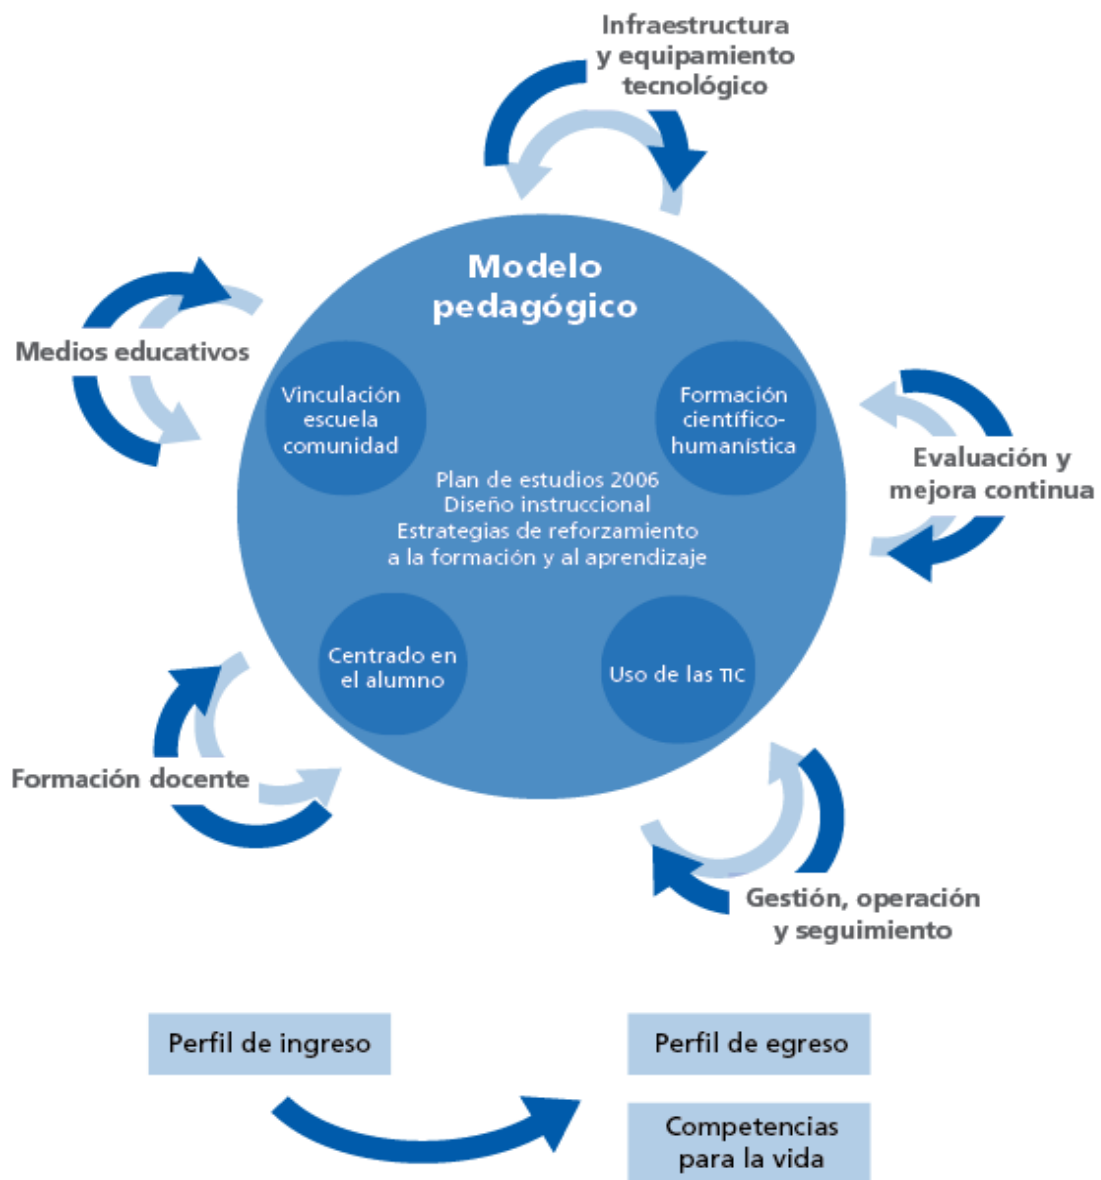 Infraestructura
y equipamiento
tecnológico
Modelo
pedagógico
Medios educativos
Vinculación
escuela
comunidad
Formación
científico-
humanística
Evaluación y
mejora continua
Plan de estudios 2006
Diseño instruccional
Estrategias de reforzamiento
a la formación y al aprendizaje
Centrado en
el alumno
Uso de las TIC
Formación docente
Gestión, operación
y seguimiento
Perfil de ingreso
Perfil de egreso
Competencias
para la vida